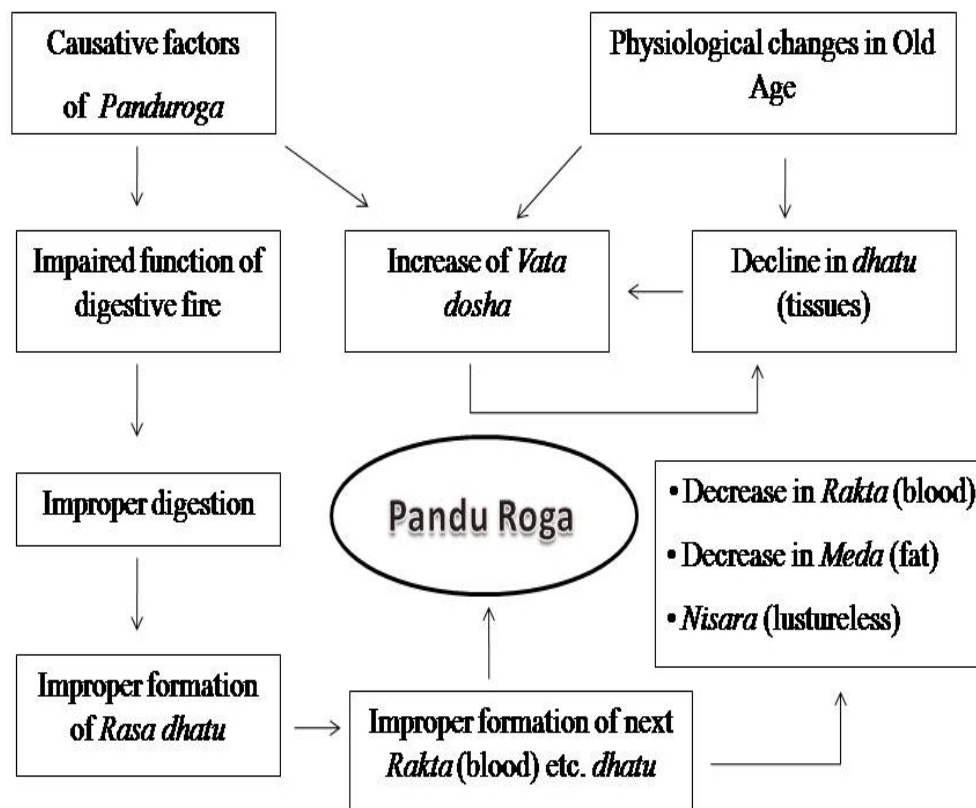 Causative factors
of Panduroga
Physiological changes in Old
Age
Impaired function of
digestive fire
Increase of Vata
dosha
Decline in dhatu
(tissues)
Improper digestion
Pandu Roga
• Decrease in Rakta (blood)
• Decrease in Meda (fat)
• Nisara (lustureless)
Improper formation
of Rasa dhatu
Improper formation of next
Rakta (blood) etc. dhatu